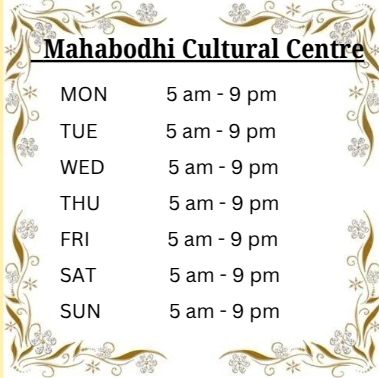 Mahabodhi Cultural Centre
MON 5 am - 9 pm
TUE 5 am - 9 pm
WED 5 am - 9 pm
THU 5 am - 9 pm
FRI 5 am - 9 pm
SAT 5 am - 9 pm
SUN 5 am - 9 pm